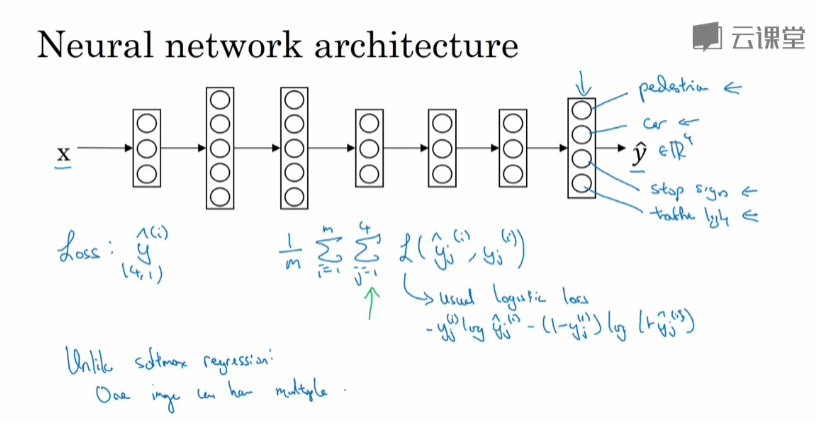 云课堂
Neural network architecture
pedestrian ←
car ←
x
ŷ ∈ ℝ⁴
stop sign ←
←
Loss: ŷ^(i)
(4,1)
1/m Σ_{i=1}^{m} Σ_{j=1}^{4} L(ŷ_j^(i), y_j^(i))
usual logistic loss
- y_j^(i) log ŷ_j^(i) - (1-y_j^(i)) log (1-ŷ_j^(i))
Unlike softmax regression:
One image can have multiple